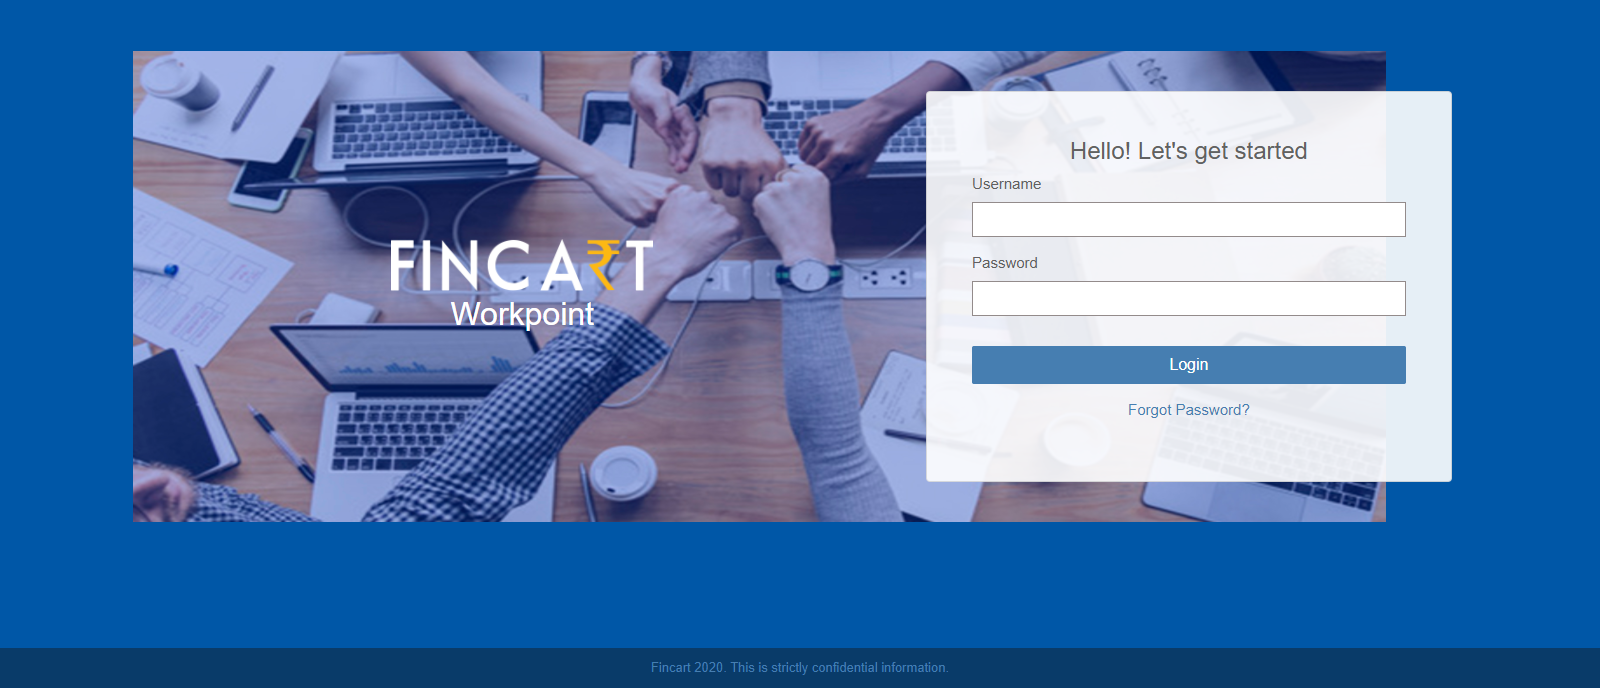 FINCA₹T
Workpoint
Hello! Let's get started
Username
Password
Login
Forgot Password?
Fincart 2020. This is strictly confidential information.